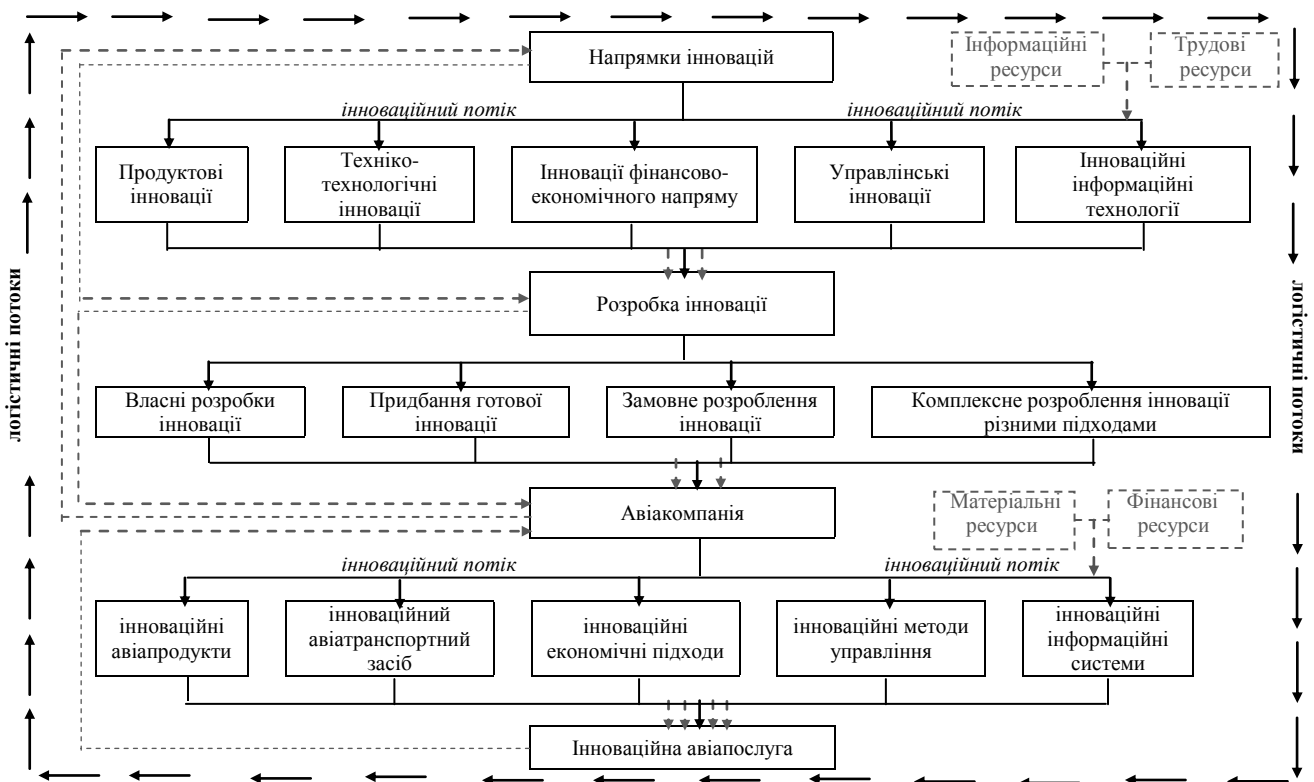 Напрямки інновацій
Інформаційні
ресурси
Трудові
ресурси
інноваційний потік
інноваційний потік
Продуктові
інновації
Техніко-
технологічні
інновації
Інновації фінансово-
економічного напряму
Управлінські
інновації
Інноваційні
інформаційні
технології
логістичні потоки
логістичні потоки
Розробка інновації
Власні розробки
інновації
Придбання готової
інновації
Замовне розроблення
інновації
Комплексне розроблення інновації
різними підходами
Авіакомпанія
Матеріальні
ресурси
Фінансові
ресурси
інноваційний потік
інноваційний потік
інноваційні
авіапродукти
інноваційний
авіатранспортний
засіб
інноваційні
економічні підходи
інноваційні методи
управління
інноваційні
інформаційні
системи
Інноваційна авіапослуга